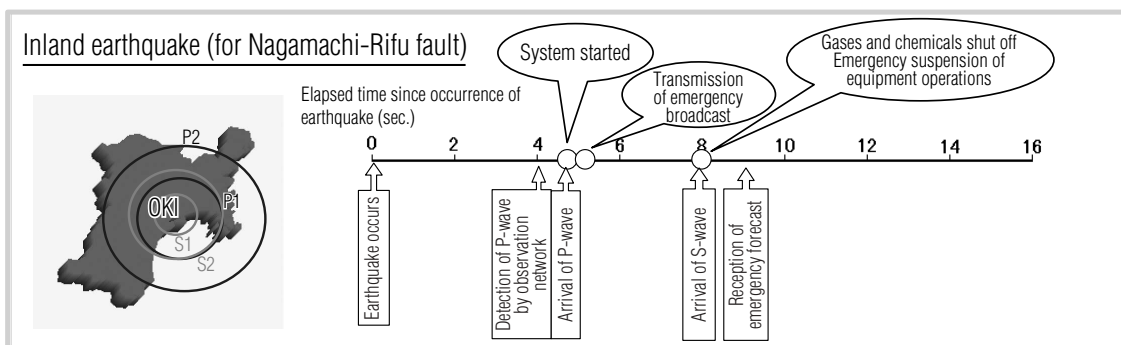 Inland earthquake (for Nagamachi-Rifu fault)
System started
Gases and chemicals shut off
Emergency suspension of
equipment operations
Transmission
of emergency
broadcast
Elapsed time since occurrence of
earthquake (sec.)
0 2 4 6 8 10 12 14 16
P2
OKI
P1
S1
S2
Earthquake occurs
Detection of P-wave
by observation
network
Arrival of P-wave
Arrival of S-wave
Reception of
emergency forecast